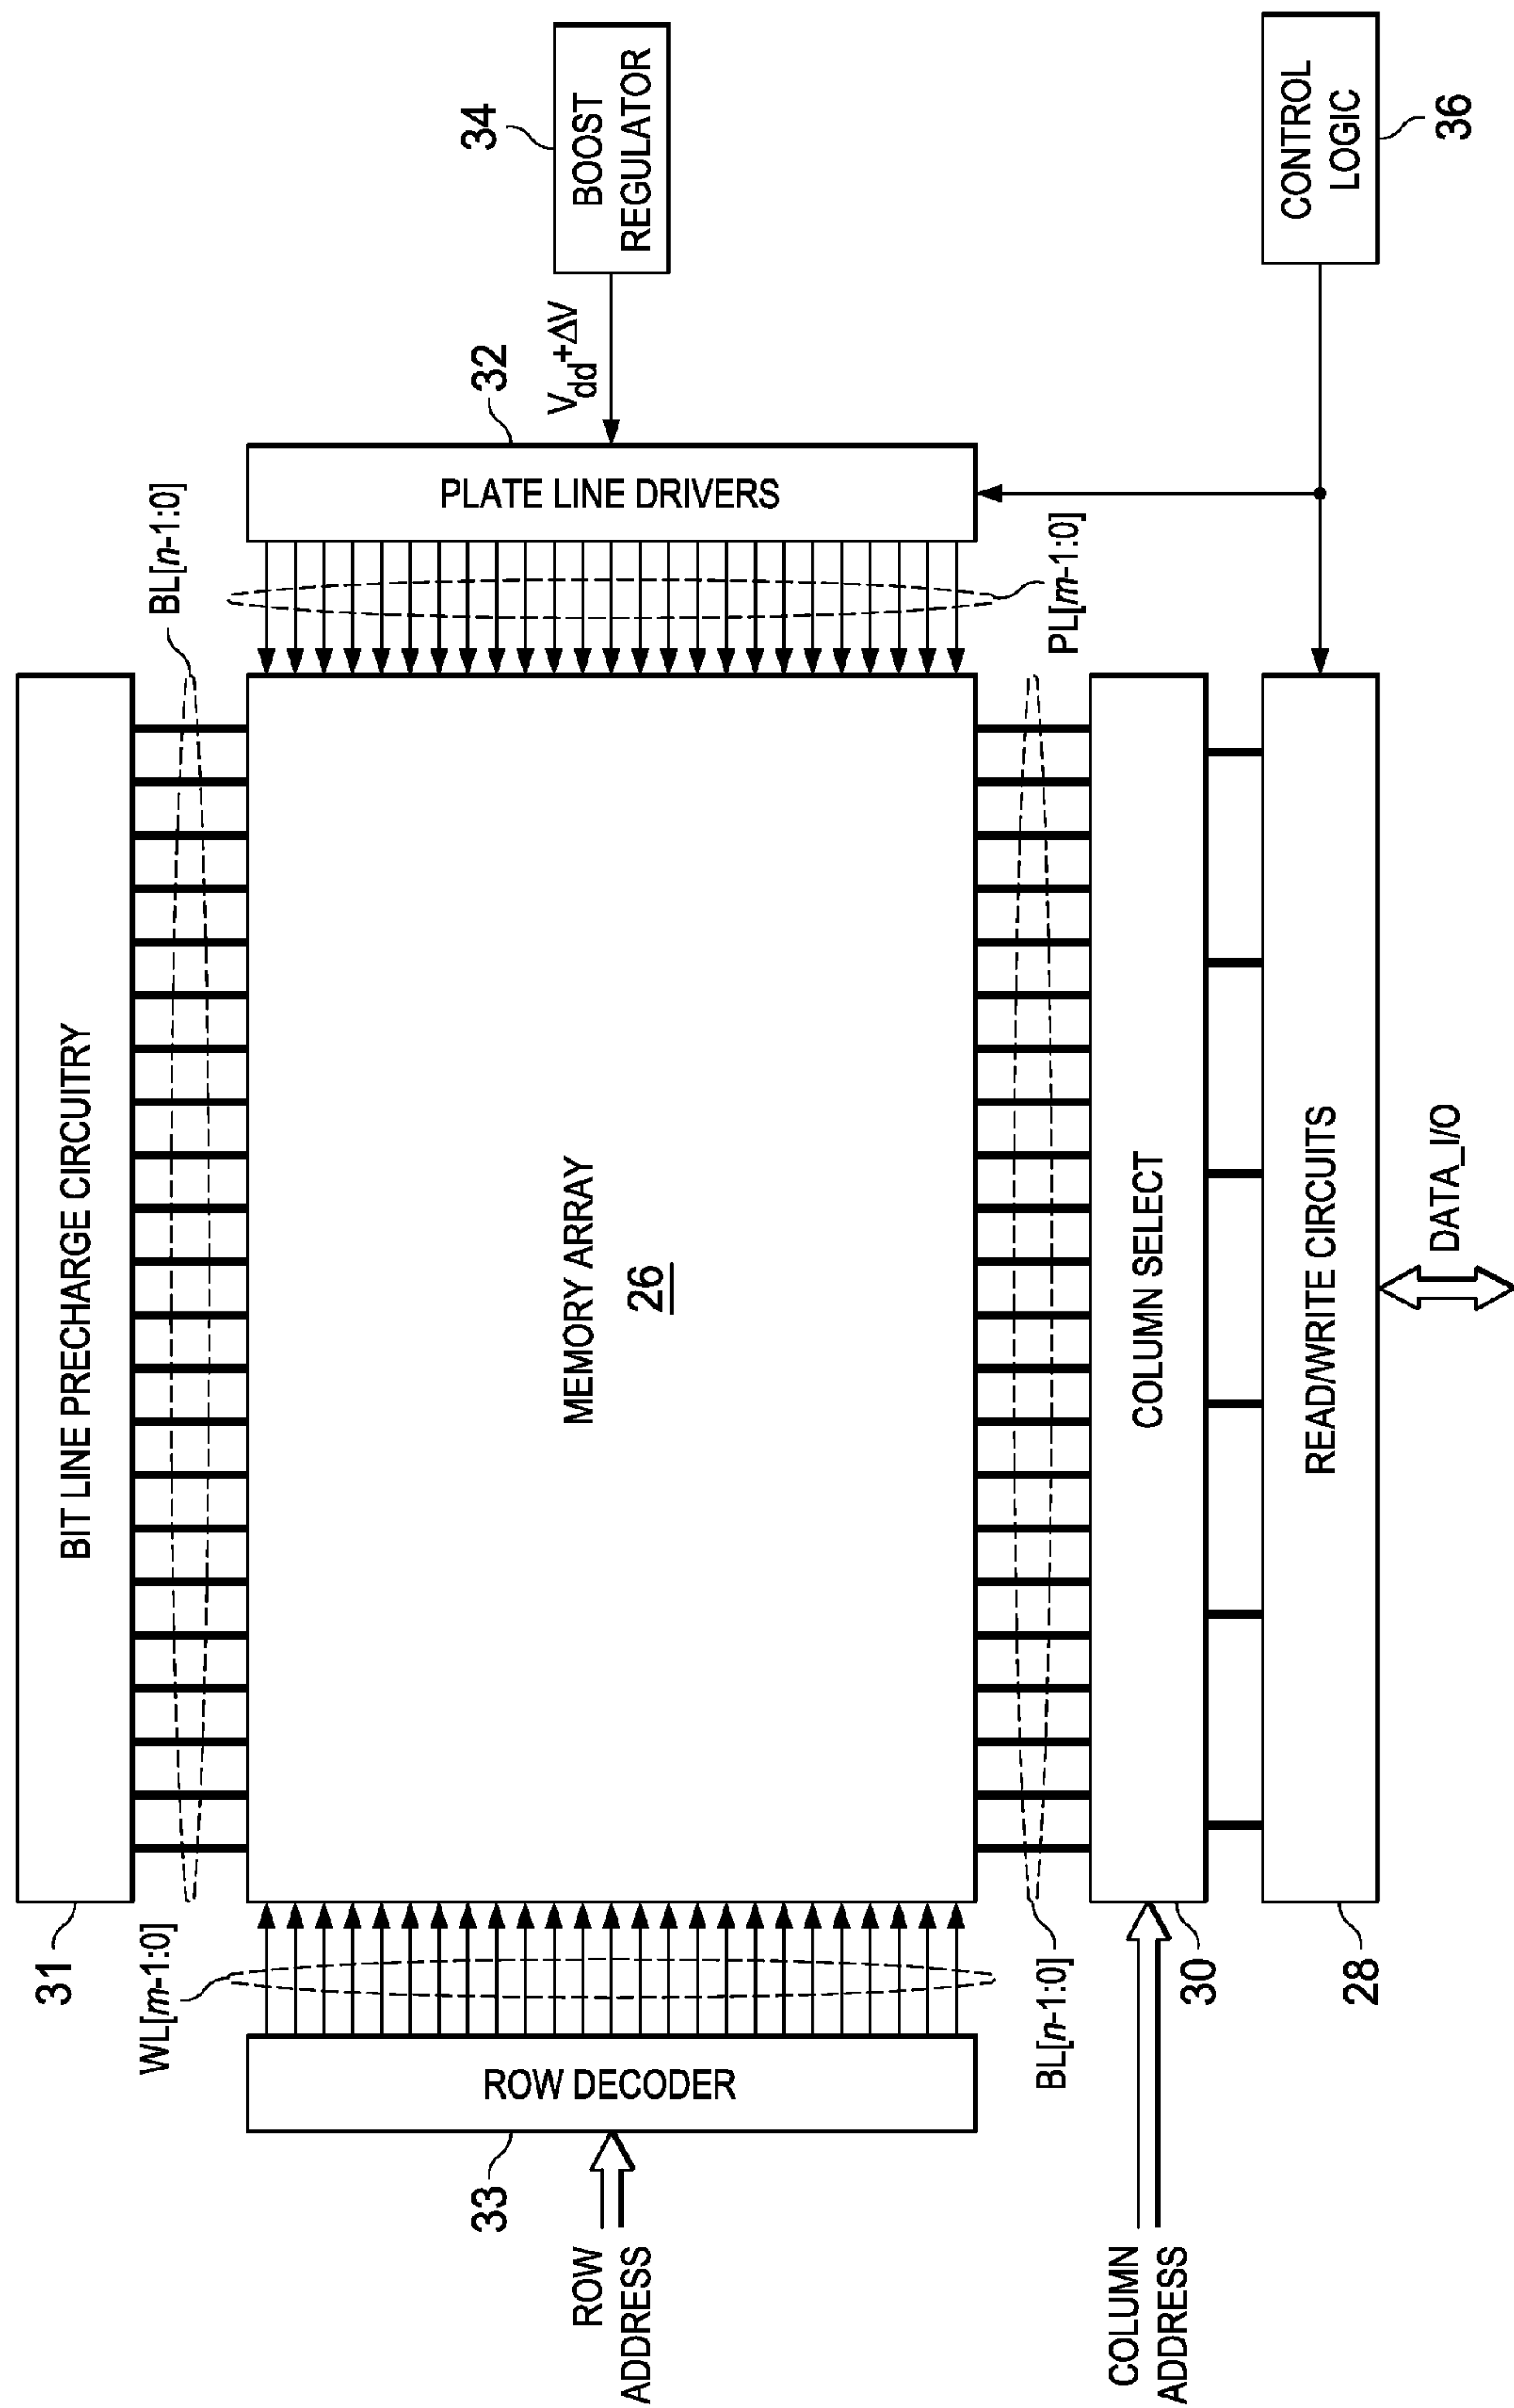 31
BIT LINE PRECHARGE CIRCUITRY
BL[n-1:0]
WL[m-1:0]
34
BOOST
REGULATOR
Vdd+ΔV
32
PLATE LINE DRIVERS
MEMORY ARRAY
26
ROW DECODER
33
ROW
ADDRESS
PL[m-1:0]
BL[n-1:0]
COLUMN SELECT
30
COLUMN
ADDRESS
CONTROL
LOGIC
36
READ/WRITE CIRCUITS
28
DATA_I/O